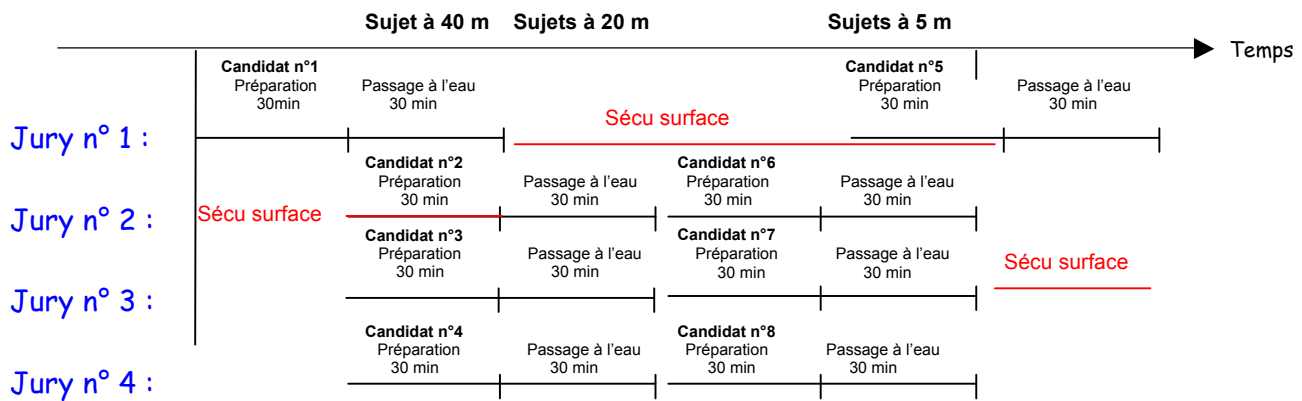 Sujet à 40 m Sujets à 20 m Sujets à 5 m
Temps
Candidat n°1
Préparation
30min
Passage à l'eau
30 min
Candidat n°5
Préparation
30 min
Passage à l'eau
30 min
Jury n° 1 :
Sécu surface
Candidat n°2
Préparation
30 min
Passage à l'eau
30 min
Candidat n°6
Préparation
30 min
Passage à l'eau
30 min
Jury n° 2 :
Sécu surface
Candidat n°3
Préparation
30 min
Passage à l'eau
30 min
Candidat n°7
Préparation
30 min
Passage à l'eau
30 min
Sécu surface
Jury n° 3 :
Candidat n°4
Préparation
30 min
Passage à l'eau
30 min
Candidat n°8
Préparation
30 min
Passage à l'eau
30 min
Jury n° 4 :